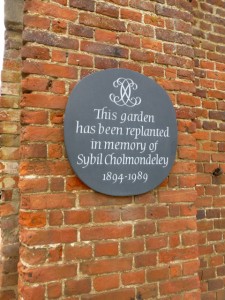 This garden
has been replanted
in memory of
Sybil Cholmondeley
1894-1989